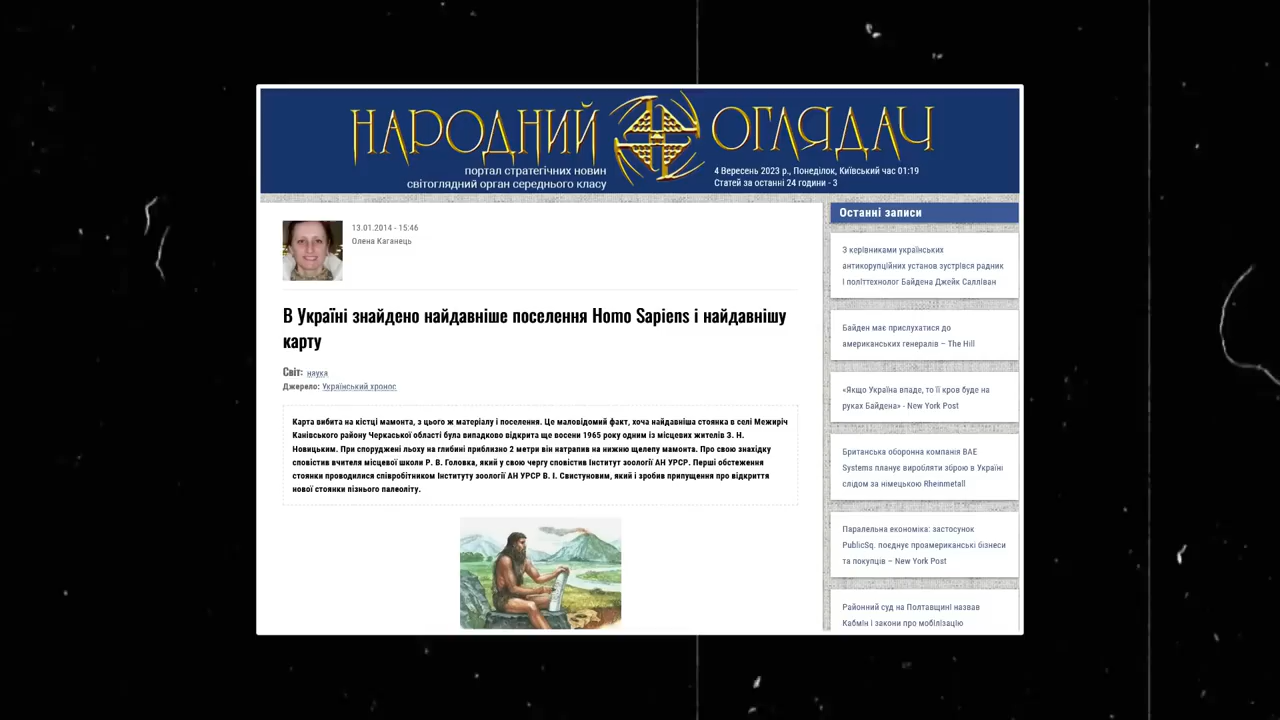 НАРОДНИЙ ОГЛЯДАЧ
портал стратегічних новин
світоглядний орган середнього класу
4 Вересень 2023 р., Понеділок, Київський час 01:19
Статей за останні 24 години - 3
13.01.2014 - 15:46
Олена Каганець
В Україні знайдено найдавніше поселення Homo Sapiens і найдавнішу
карту
Світ: наука
Джерело: Український хронос
Карта вибита на кістці мамонта, з цього ж матеріалу і поселення. Це маловідомий факт, хоча найдавніша стоянка в селі Межиріч
Канівського району Черкаської області була випадково відкрита ще восени 1965 року одним із місцевих жителів З. Н.
Новицьким. При спорудженні льоху на глибині приблизно 2 метри він натрапив на нижню щелепу мамонта. Про свою знахідку
сповістив вчителя місцевої школи Р. В. Головка, який у свою чергу сповістив Інститут зоології АН УРСР. Перші обстеження
стоянки проводилися співробітником Інституту зоології АН УРСР В. І. Свистуновим, який і зробив припущення про відкриття
нової стоянки пізнього палеоліту.
Останні записи
З керівниками українських
антикорупційних установ зустрівся радник
і політтехнолог Байдена Джейк Салліван
Байден має прислухатися до
американських генералів – The Hill
«Якщо Україна впаде, то її кров буде на
руках Байдена» - New York Post
Британська оборонна компанія BAE
Systems планує виробляти зброю в Україні
слідом за німецькою Rheinmetall
Паралельна економіка: застосунок
PublicSq. поєднує проамериканські бізнеси
та покупців – New York Post
Районний суд на Полтавщині назвав
Кабмін і закони про мобілізацію